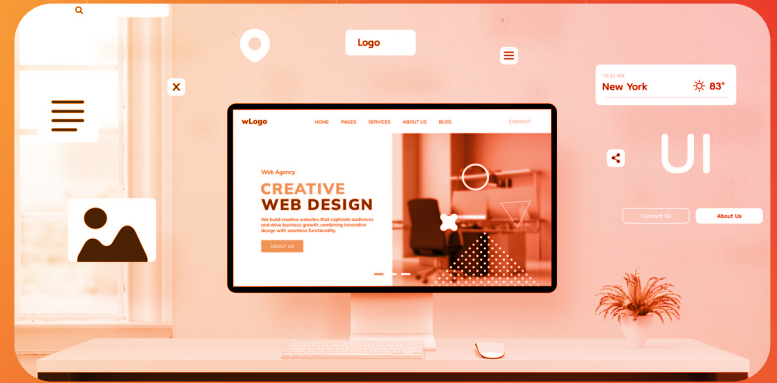 Logo
10:25 AM
New York
83°
UI
Contact Us
About Us
wLogo
HOME
PAGES
SERVICES
ABOUT US
BLOG
CONTACT
Web Agency
CREATIVE
WEB DESIGN
We build creative websites that captivate audiences
and drive business growth, combining innovative
design with seamless functionality.
ABOUT US